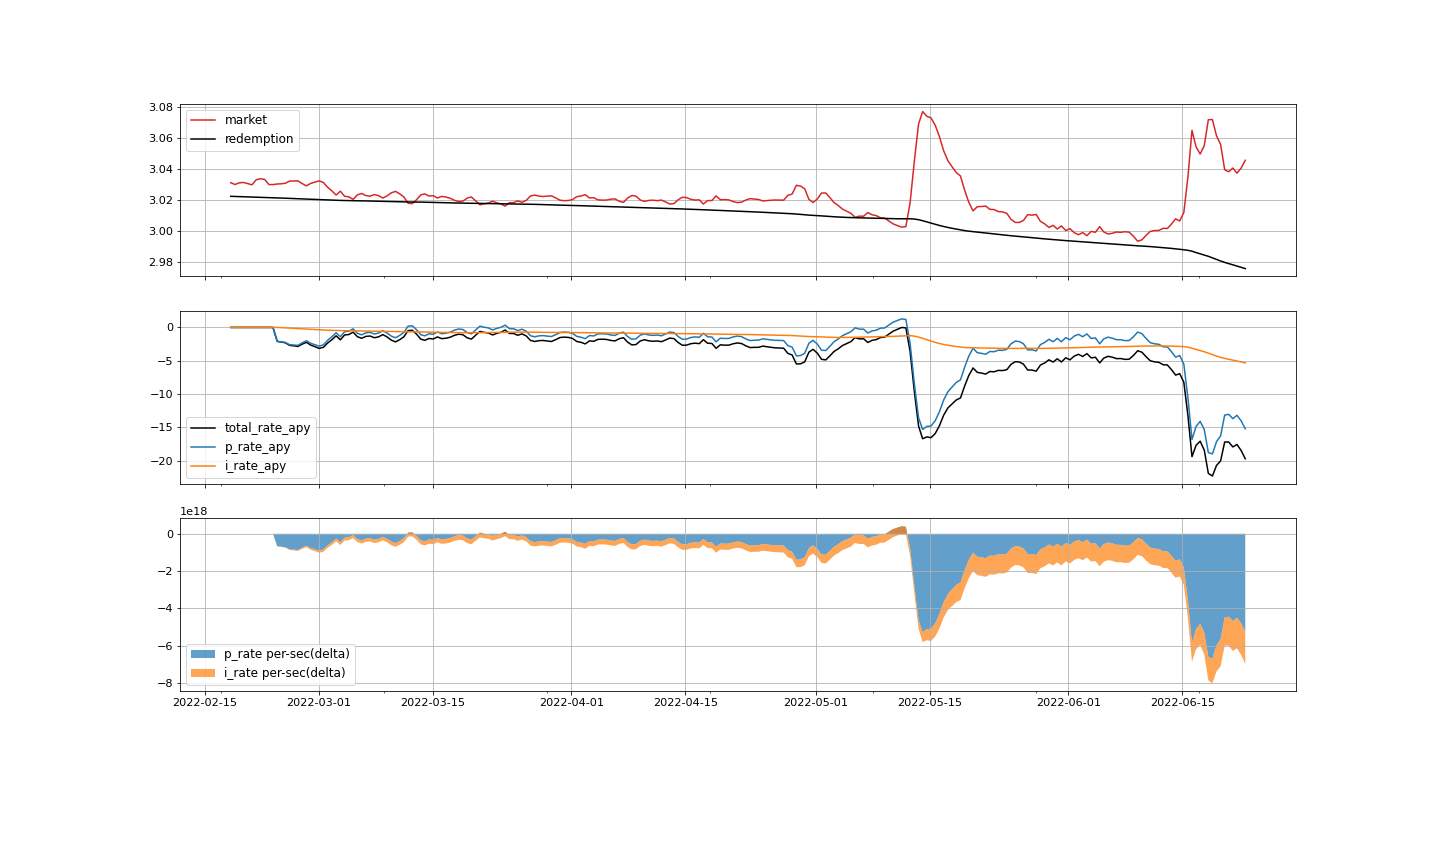 3.08
3.06
3.04
3.02
3.00
2.98
market
redemption
0
−5
−10
−15
−20
total_rate_apy
p_rate_apy
i_rate_apy
1e18
0
−2
−4
−6
−8
p_rate per-sec(delta)
i_rate per-sec(delta)
2022-02-15 2022-03-01 2022-03-15 2022-04-01 2022-04-15 2022-05-01 2022-05-15 2022-06-01 2022-06-15